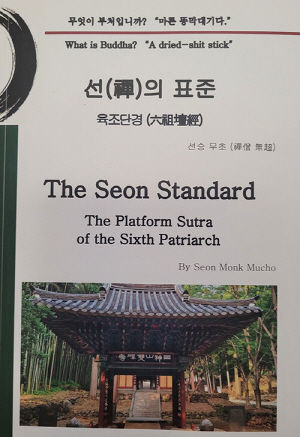 무엇이 부처입니까? "마른 똥막대기다."
What is Buddha? "A dried-shit stick"
선(禪)의 표준
육조단경 (六祖壇經)
선승 무초 (禪僧 無超)
The Seon Standard
The Platform Sutra
of the Sixth Patriarch
By Seon Monk Mucho